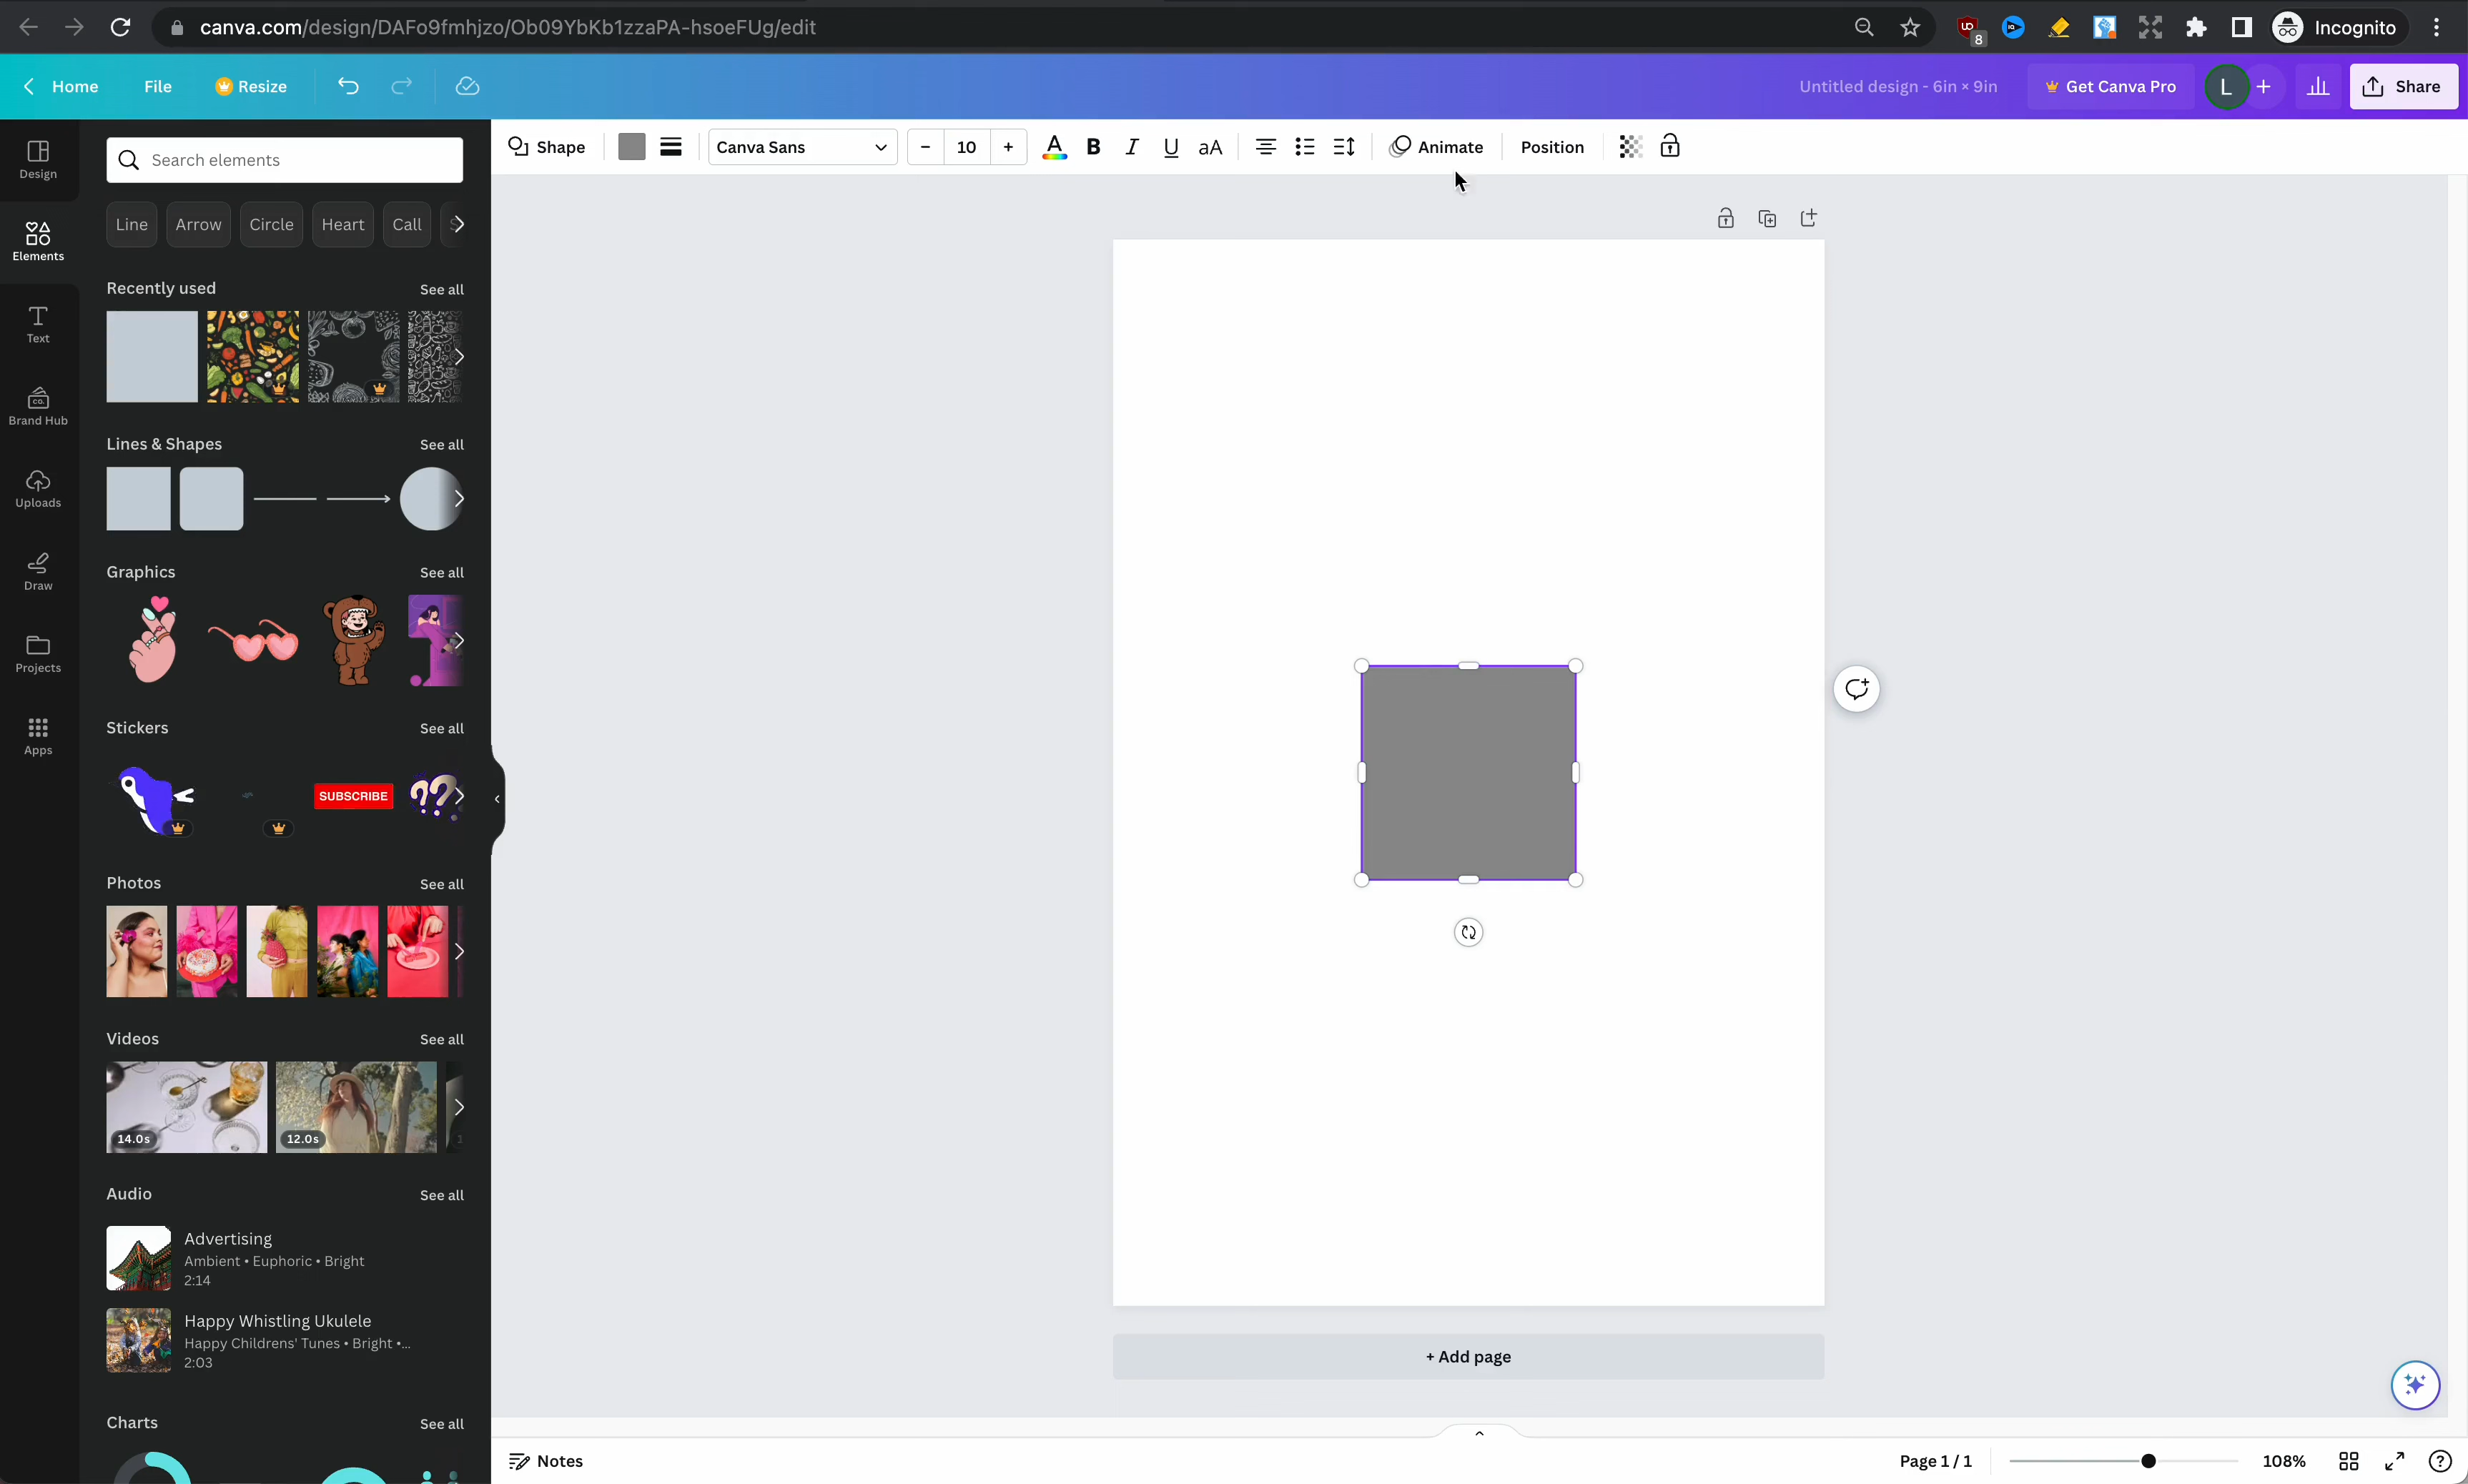 canva.com/design/DAFo9fmhjzo/Ob09YbKb1zzaPA-hsoeFUg/edit
8
Incognito
Home
File
Resize
Untitled design - 6in × 9in
Get Canva Pro
L
+
Share
Design
Elements
Text
CO.
Brand Hub
Uploads
Draw
Projects
Apps
Search elements
Line
Arrow
Circle
Heart
Call
S
Recently used
See all
Lines & Shapes
See all
Graphics
See all
Stickers
See all
SUBSCRIBE
??
Photos
See all
Videos
See all
14.0s
12.0s
1
Audio
See all
Advertising
Ambient • Euphoric • Bright
2:14
Happy Whistling Ukulele
Happy Childrens' Tunes • Bright •...
2:03
Charts
See all
Shape
Canva Sans
– 10 +
A
B
I
U
aA
Animate
Position
+ Add page
Notes
Page 1 / 1
108%
?